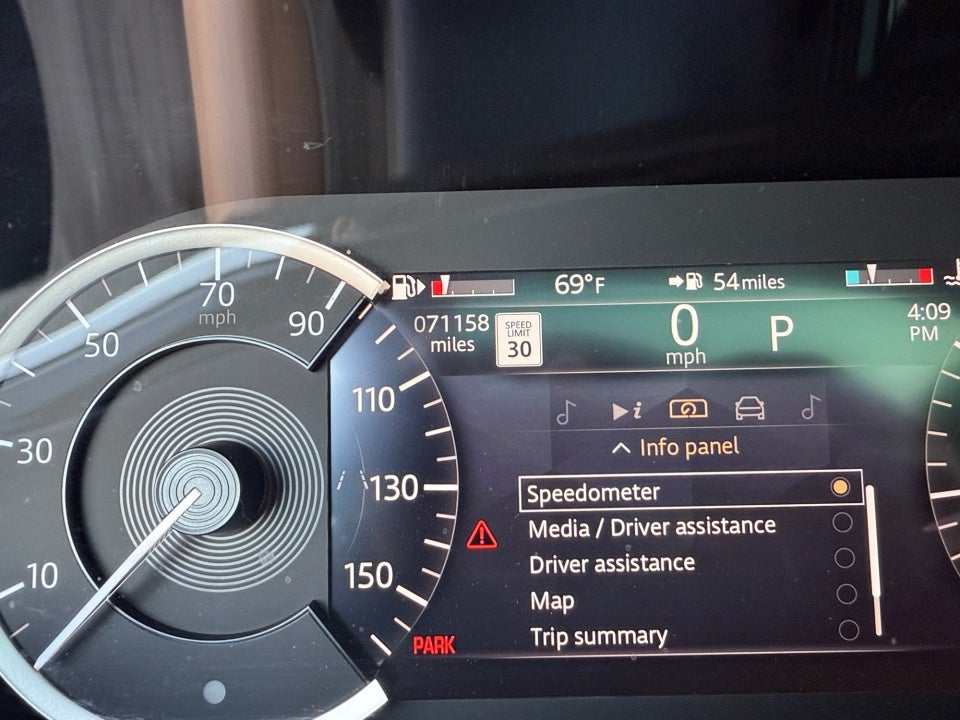 69°F
54 miles
071158
miles
SPEED
LIMIT
30
0
mph
P
4:09
PM
70
mph
50
90
30
110
130
10
150
i
Info panel
Speedometer
Media / Driver assistance
Driver assistance
Map
Trip summary
PARK